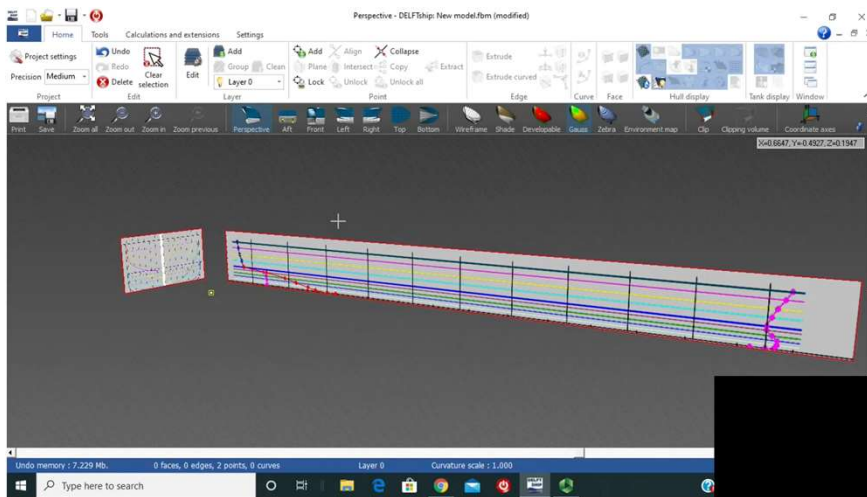 Perspective - DELFTship: New model.fbm (modified)
Home Tools Calculations and extensions Settings
Project settings
Precision Medium
Project
Undo
Redo
Delete
Clear selection
Edit
Edit
Add
Group Clean
Layer 0
Layer
Add Align Collapse
Plane Intersect Copy Extract
Lock Unlock Unlock all
Point
Extrude
Extrude curved
Edge
Curve
Face
Hull display
Tank display
Window
Print Save Zoom all Zoom out Zoom in Zoom previous Perspective Aft Front Left Right Top Bottom Wireframe Shade Developable Gauss Zebra Environment map Clip Clipping volume Coordinate axes
X=0.6647, Y=-0.4927, Z=0.1947
Undo memory : 7.229 Mb. 0 faces, 0 edges, 2 points, 0 curves Layer 0 Curvature scale : 1.000
Type here to search